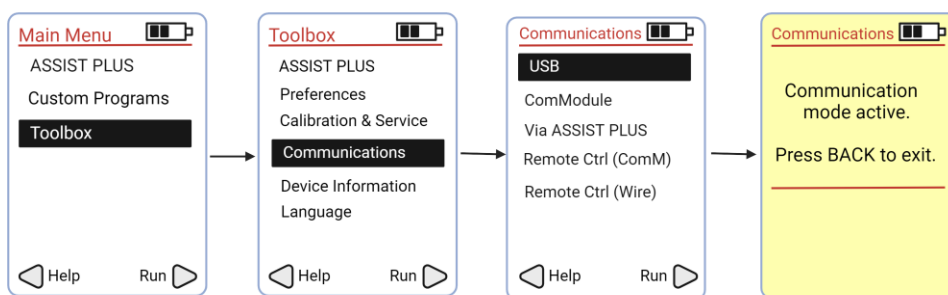 Main Menu
ASSIST PLUS
Custom Programs
Toolbox
Help
Run
Toolbox
ASSIST PLUS
Preferences
Calibration & Service
Communications
Device Information
Language
Help
Run
Communications
USB
ComModule
Via ASSIST PLUS
Remote Ctrl (ComM)
Remote Ctrl (Wire)
Help
Run
Communications
Communication
mode active.
Press BACK to exit.